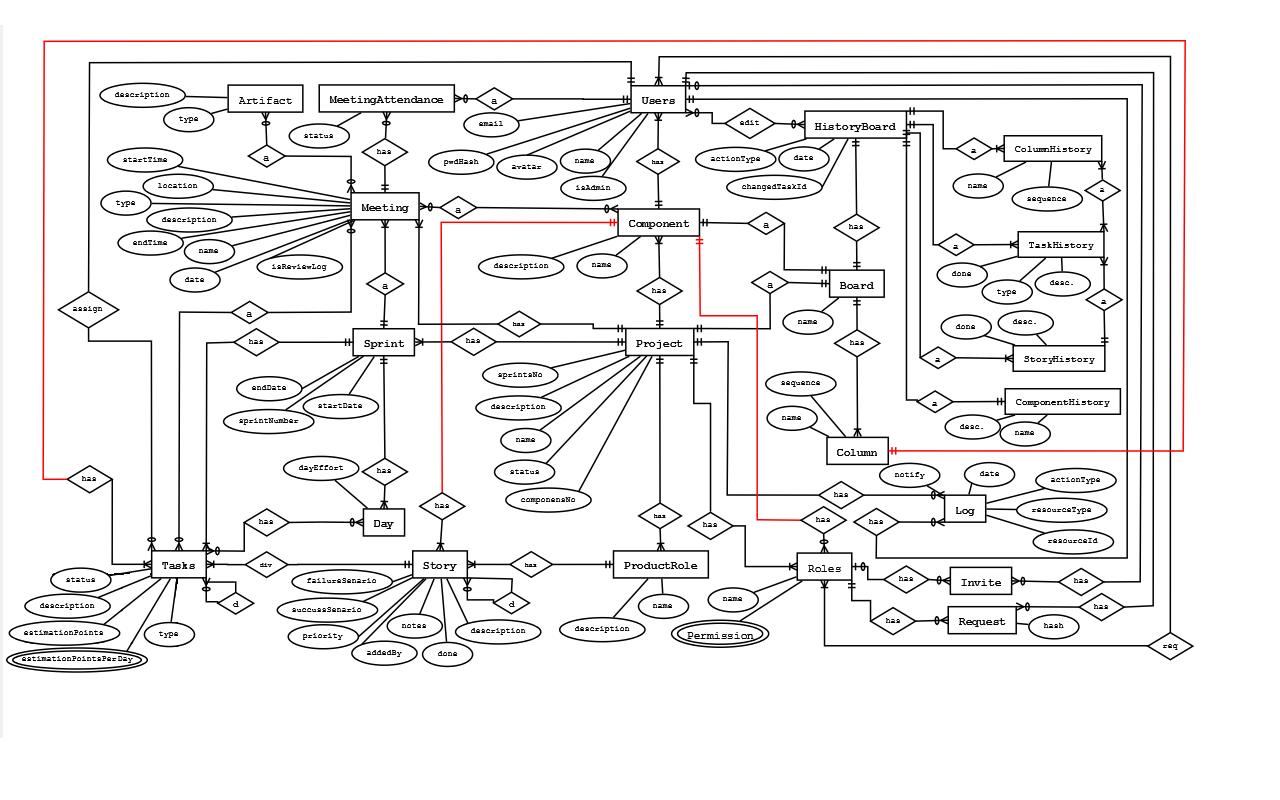 description
Artifact
MeetingAttendance
a
Users
type
status
email
edit
HistoryBoard
a
has
pwdHash
avatar
name
has
actionType
date
a
ColumnHistory
startTime
isAdmin
changedTaskId
name
a
location
type
Meeting
a
sequence
description
Component
a
has
endTime
name
a
TaskHistory
isReviewLog
description
name
done
date
a
has
a
Board
type
desc.
a
assign
a
has
name
desc.
has
Sprint
has
Project
has
done
a
StoryHistory
sprintsNo
endDate
sequence
startDate
description
a
ComponentHistory
sprintNumber
name
desc.
name
name
Column
dayEffort
has
status
notify
date
has
componensNo
has
actionType
has
has
Log
resourceType
has
Day
has
has
has
has
resourceId
Tasks
div
Story
has
ProductRole
Roles
status
failureSenario
has
Invite
has
description
succussSenario
d
d
name
name
has
estimationPoints
type
priority
notes
description
description
Permission
has
Request
hash
estimationPointsPerDay
addedBy
done
req